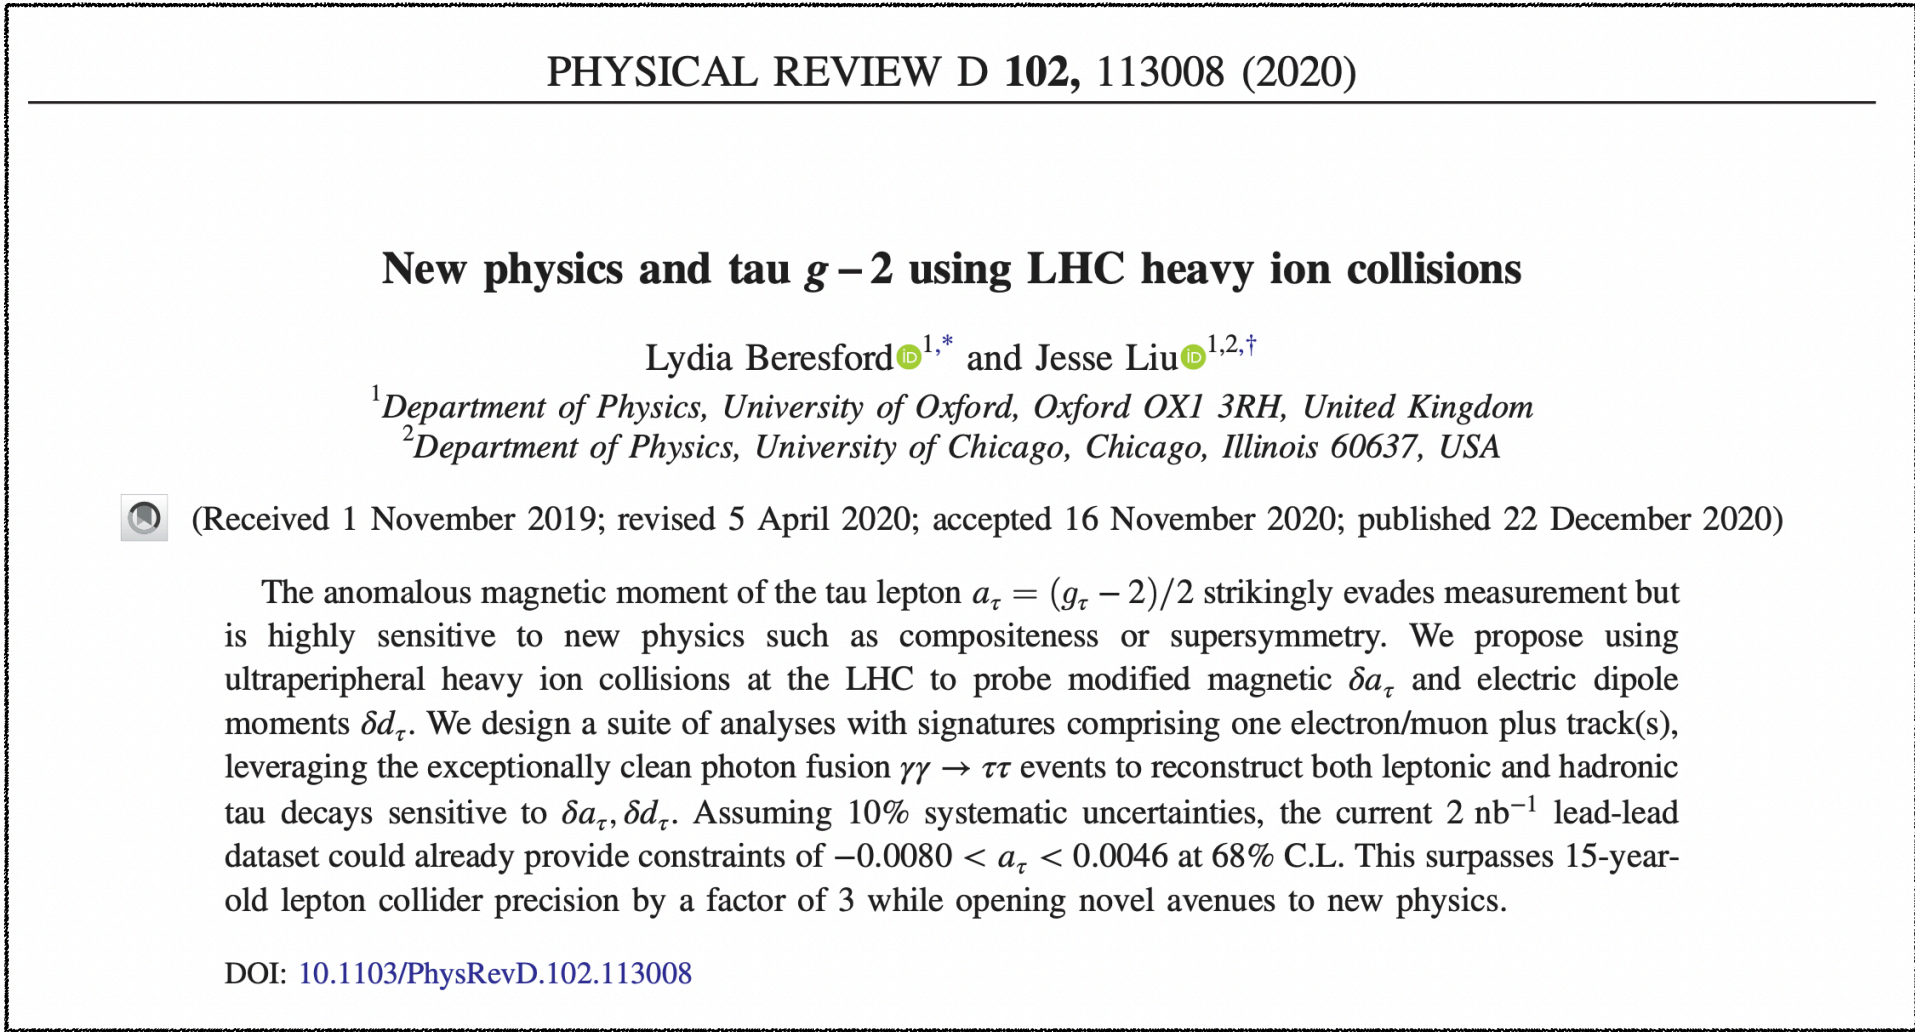 PHYSICAL REVIEW D 102, 113008 (2020)
New physics and tau g − 2 using LHC heavy ion collisions
Lydia Beresford iD 1,* and Jesse Liu iD 1,2,†
1Department of Physics, University of Oxford, Oxford OX1 3RH, United Kingdom
2Department of Physics, University of Chicago, Chicago, Illinois 60637, USA
(Received 1 November 2019; revised 5 April 2020; accepted 16 November 2020; published 22 December 2020)
The anomalous magnetic moment of the tau lepton aτ = (gτ − 2)/2 strikingly evades measurement but
is highly sensitive to new physics such as compositeness or supersymmetry. We propose using
ultraperipheral heavy ion collisions at the LHC to probe modified magnetic δaτ and electric dipole
moments δdτ. We design a suite of analyses with signatures comprising one electron/muon plus track(s),
leveraging the exceptionally clean photon fusion γγ → ττ events to reconstruct both leptonic and hadronic
tau decays sensitive to δaτ, δdτ. Assuming 10% systematic uncertainties, the current 2 nb−1 lead-lead
dataset could already provide constraints of −0.0080 < aτ < 0.0046 at 68% C.L. This surpasses 15-year-
old lepton collider precision by a factor of 3 while opening novel avenues to new physics.
DOI: 10.1103/PhysRevD.102.113008